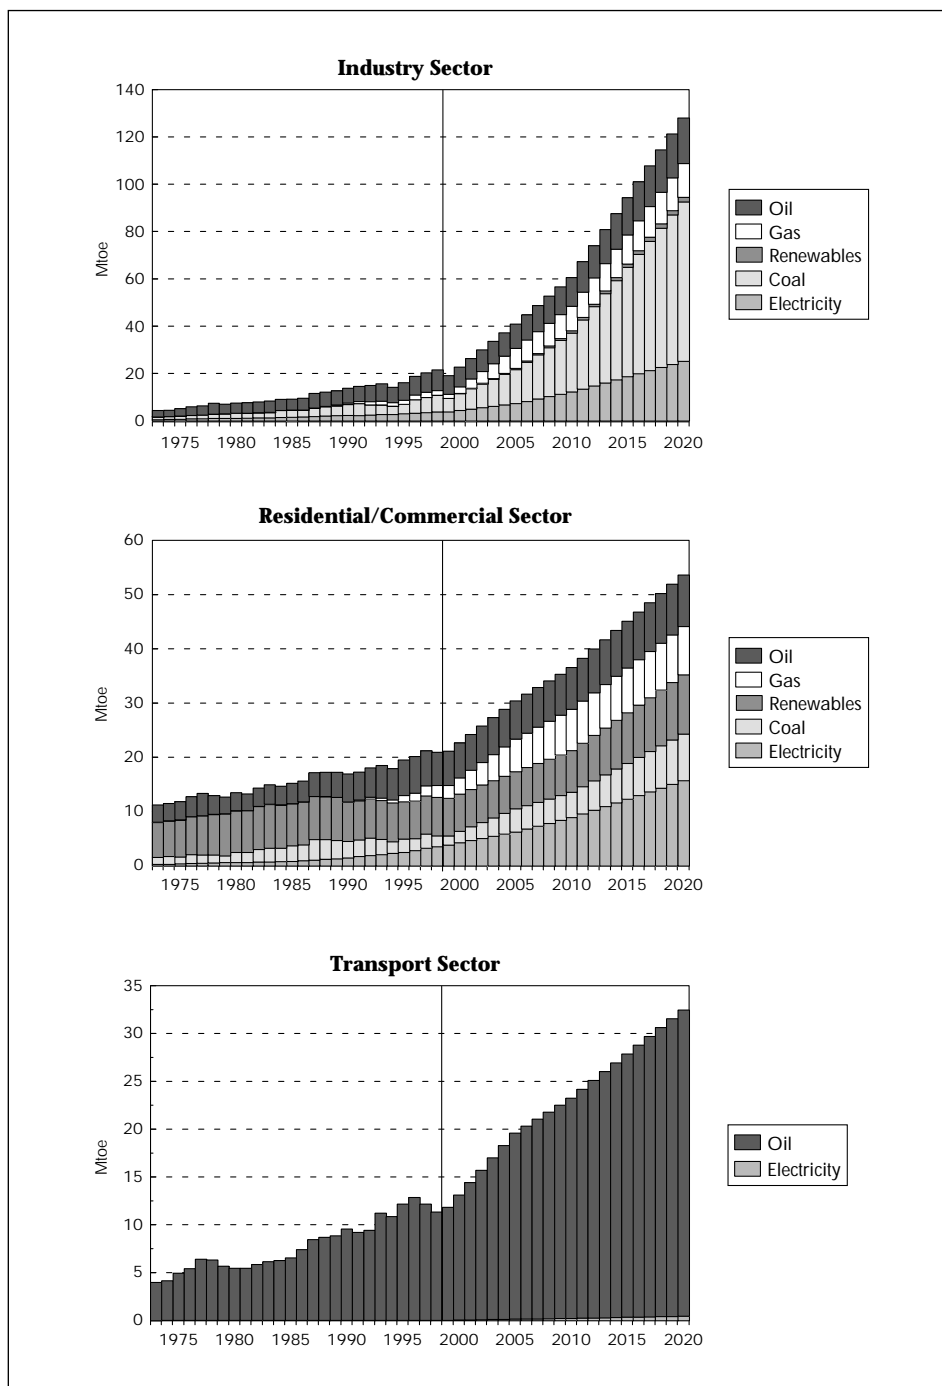 Industry Sector
140
120
100
80
60
40
20
0
Mtoe
1975 1980 1985 1990 1995 2000 2005 2010 2015 2020
Oil
Gas
Renewables
Coal
Electricity
Residential/Commercial Sector
60
50
40
30
20
10
0
Mtoe
1975 1980 1985 1990 1995 2000 2005 2010 2015 2020
Oil
Gas
Renewables
Coal
Electricity
Transport Sector
35
30
25
20
15
10
5
0
Mtoe
1975 1980 1985 1990 1995 2000 2005 2010 2015 2020
Oil
Electricity